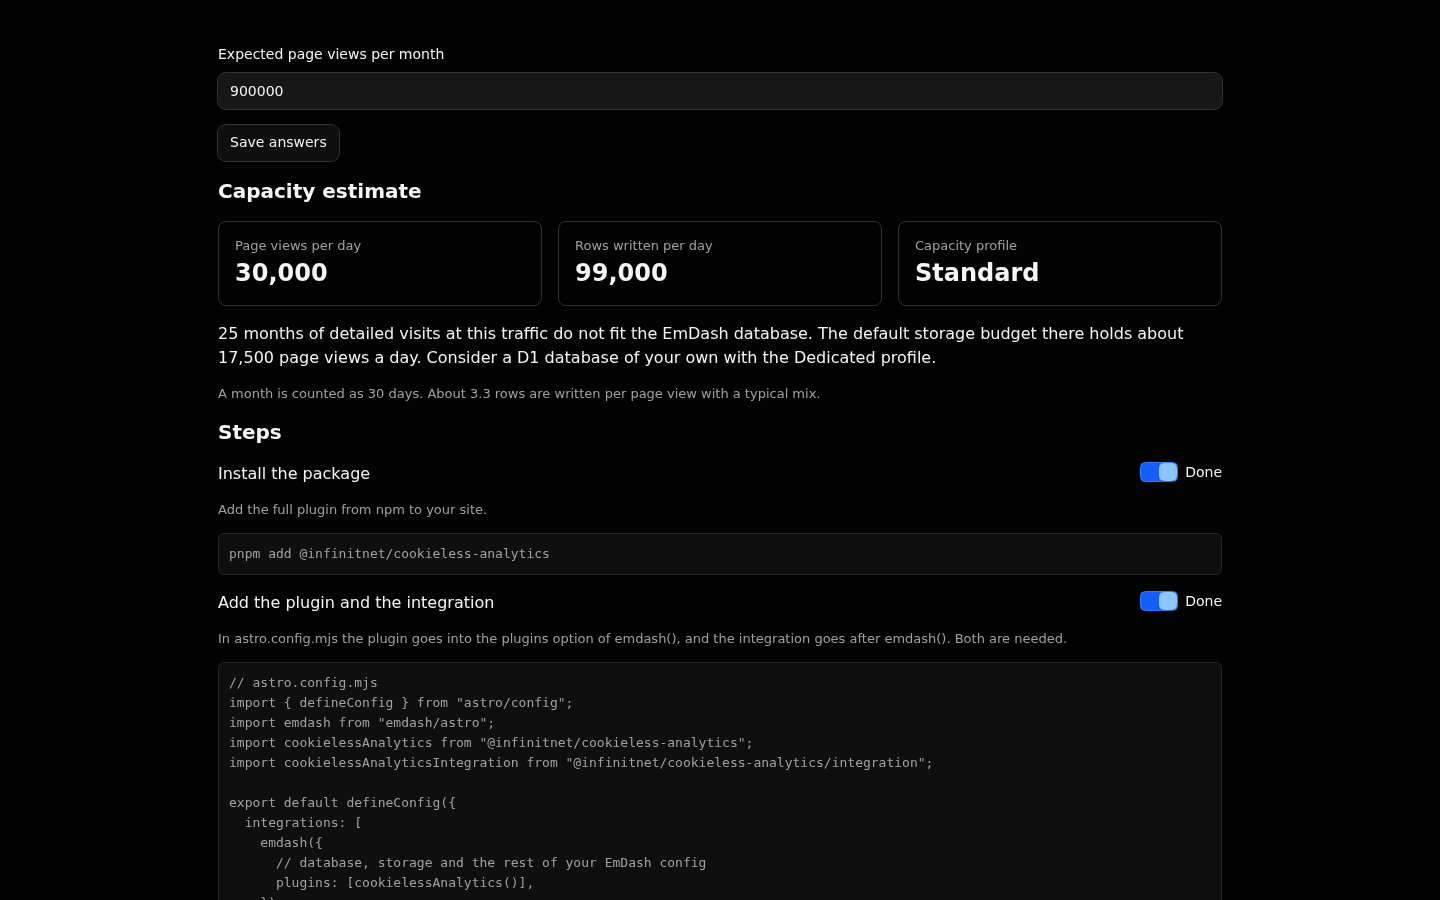 Expected page views per month
900000
Save answers
Capacity estimate
Page views per day
30,000
Rows written per day
99,000
Capacity profile
Standard
25 months of detailed visits at this traffic do not fit the EmDash database. The default storage budget there holds about
17,500 page views a day. Consider a D1 database of your own with the Dedicated profile.
A month is counted as 30 days. About 3.3 rows are written per page view with a typical mix.
Steps
Install the package
Done
Add the full plugin from npm to your site.
pnpm add @infinitnet/cookieless-analytics
Add the plugin and the integration
Done
In astro.config.mjs the plugin goes into the plugins option of emdash(), and the integration goes after emdash(). Both are needed.
// astro.config.mjs
import { defineConfig } from "astro/config";
import emdash from "emdash/astro";
import cookielessAnalytics from "@infinitnet/cookieless-analytics";
import cookielessAnalyticsIntegration from "@infinitnet/cookieless-analytics/integration";
export default defineConfig({
  integrations: [
    emdash({
      // database, storage and the rest of your EmDash config
      plugins: [cookielessAnalytics()],